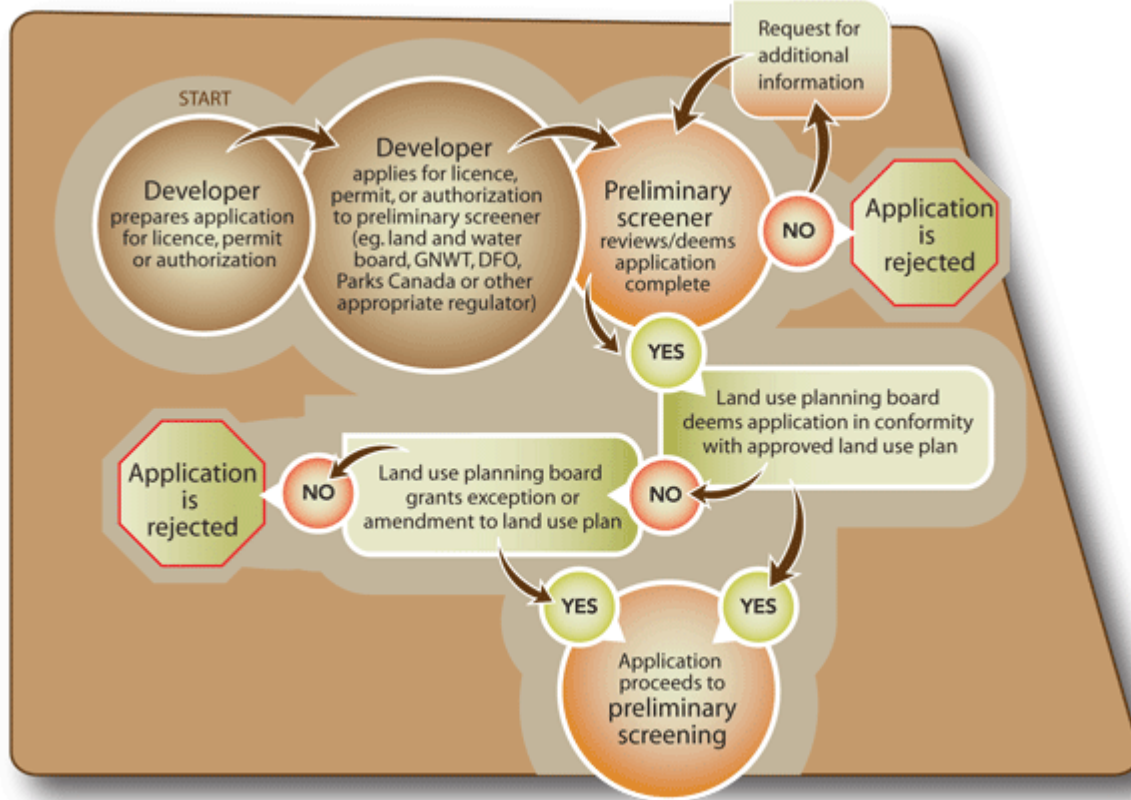 START
Developer
prepares application
for licence, permit
or authorization
Developer
applies for licence,
permit, or authorization
to preliminary screener
(eg. land and water
board, GNWT, DFO,
Parks Canada or other
appropriate regulator)
Preliminary
screener
reviews/deems
application
complete
Request for
additional
information
NO
Application
is
rejected
YES
Land use planning board
deems application in conformity
with approved land use plan
NO
Land use planning board
grants exception or
amendment to land use plan
NO
Application
is
rejected
YES
YES
Application
proceeds to
preliminary
screening